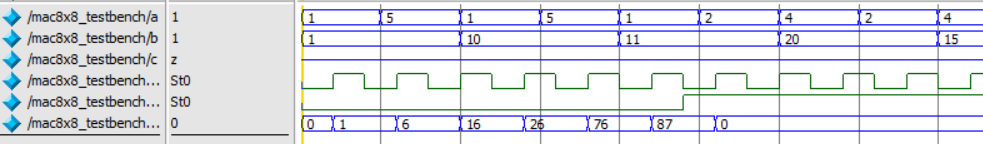 /mac8x8_testbench/a 1 1 5 1 5 1 2 4 2 4
/mac8x8_testbench/b 1 1 10 11 20 15
/mac8x8_testbench/c z
/mac8x8_testbench... St0
/mac8x8_testbench... St0
/mac8x8_testbench... 0 0 1 6 16 26 76 87 0